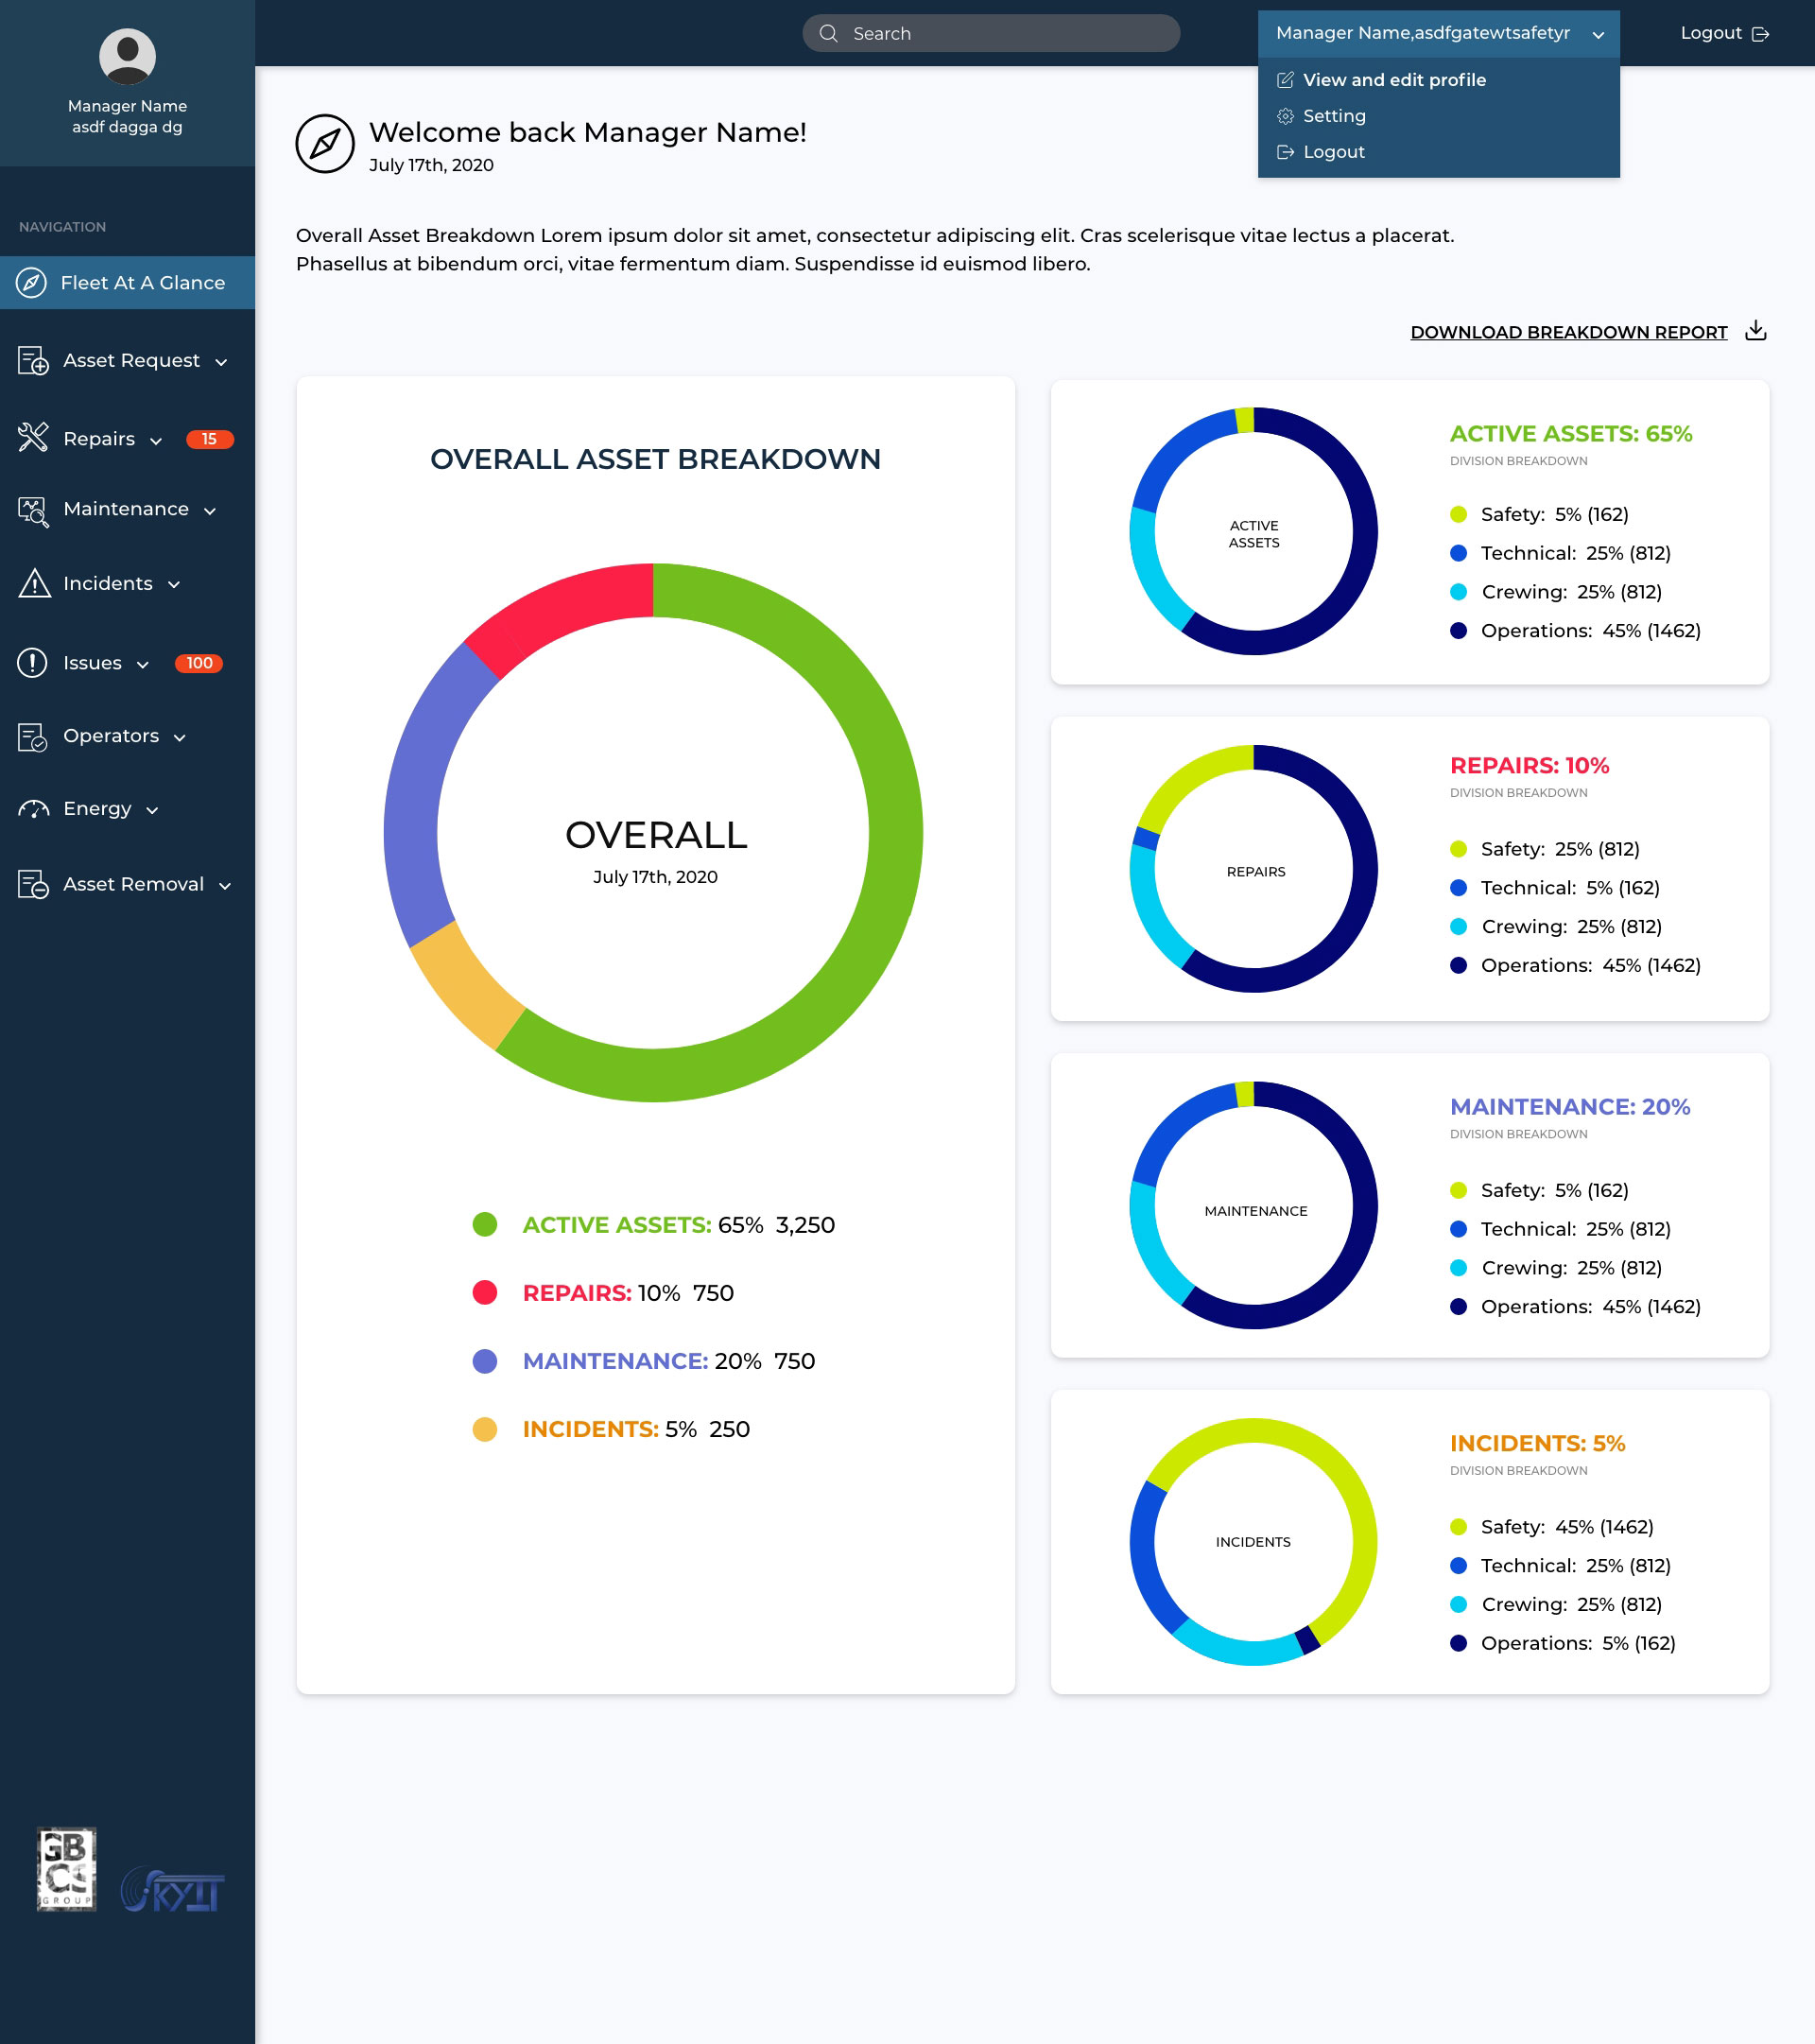 Manager Name
asdf dagga dg
NAVIGATION
Fleet At A Glance
Asset Request
Repairs 15
Maintenance
Incidents
Issues 100
Operators
Energy
Asset Removal
GB
CS
GROUP
SKYIT
Search
Manager Name,asdfgatewtsafetyr
View and edit profile
Setting
Logout
Logout
Welcome back Manager Name!
July 17th, 2020
Overall Asset Breakdown Lorem ipsum dolor sit amet, consectetur adipiscing elit. Cras scelerisque vitae lectus a placerat.
Phasellus at bibendum orci, vitae fermentum diam. Suspendisse id euismod libero.
DOWNLOAD BREAKDOWN REPORT
OVERALL ASSET BREAKDOWN
OVERALL
July 17th, 2020
ACTIVE ASSETS: 65% 3,250
REPAIRS: 10% 750
MAINTENANCE: 20% 750
INCIDENTS: 5% 250
ACTIVE
ASSETS
ACTIVE ASSETS: 65%
DIVISION BREAKDOWN
Safety: 5% (162)
Technical: 25% (812)
Crewing: 25% (812)
Operations: 45% (1462)
REPAIRS
REPAIRS: 10%
DIVISION BREAKDOWN
Safety: 25% (812)
Technical: 5% (162)
Crewing: 25% (812)
Operations: 45% (1462)
MAINTENANCE
MAINTENANCE: 20%
DIVISION BREAKDOWN
Safety: 5% (162)
Technical: 25% (812)
Crewing: 25% (812)
Operations: 45% (1462)
INCIDENTS
INCIDENTS: 5%
DIVISION BREAKDOWN
Safety: 45% (1462)
Technical: 25% (812)
Crewing: 25% (812)
Operations: 5% (162)